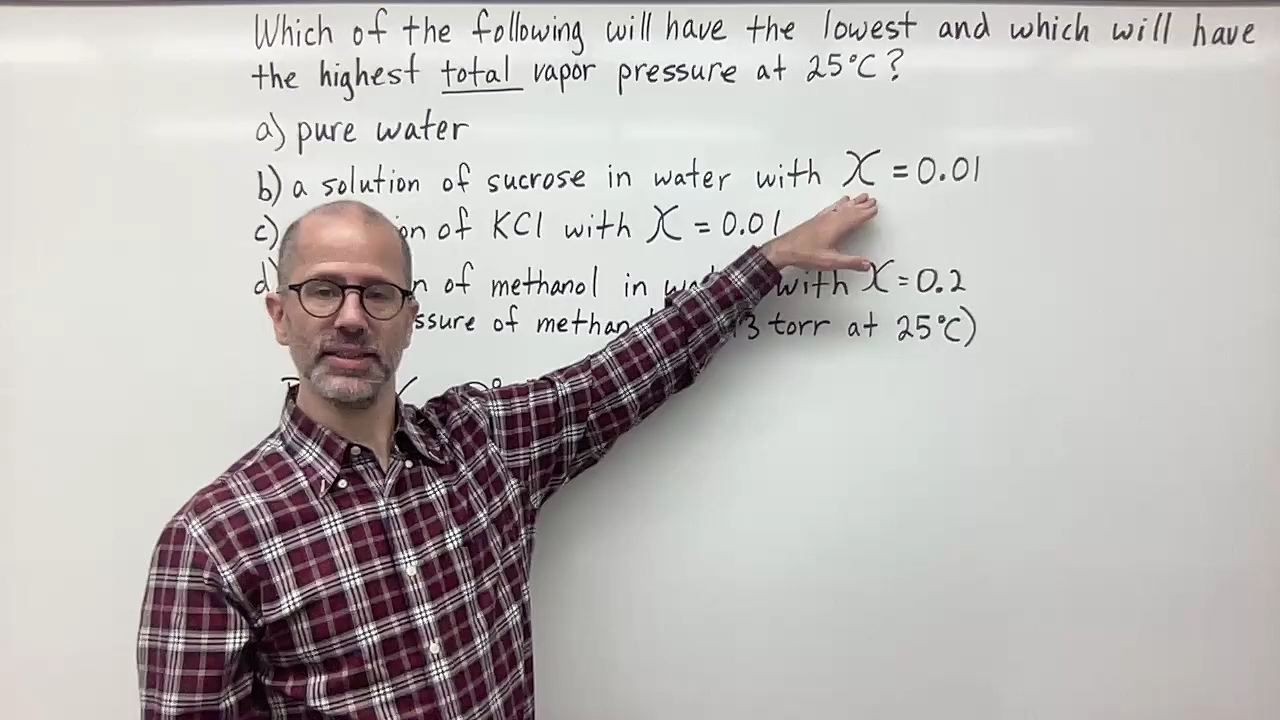 Which of the following will have the lowest and which will have
the highest total vapor pressure at 25°C?
a) pure water
b) a solution of sucrose in water with X = 0.01
c) of KCl with X = 0.01
d of methanol in with X = 0.2
of torr at 25°C)